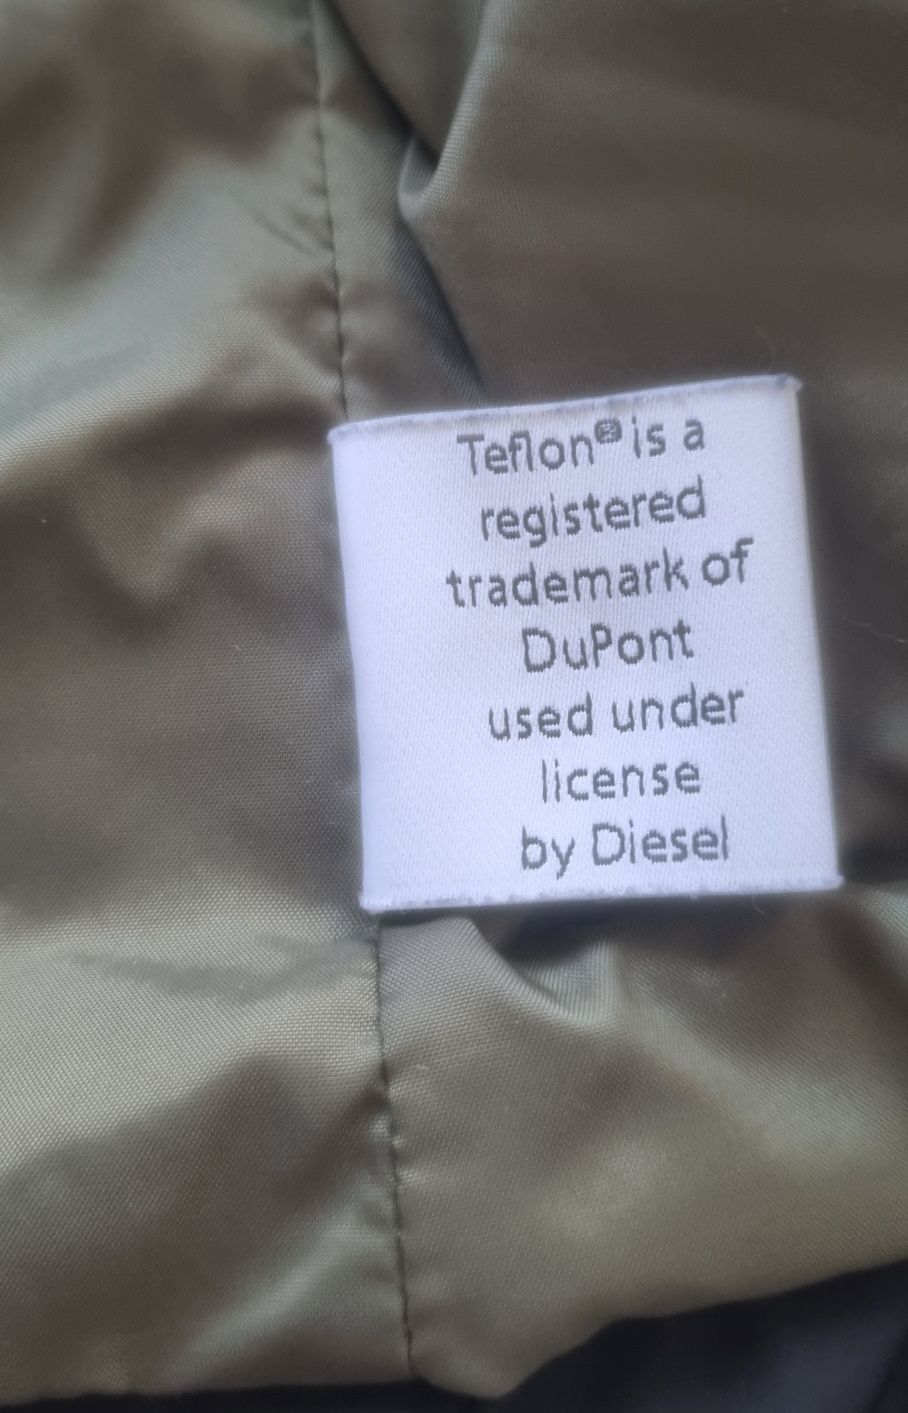 Teflon® is a
registered
trademark of
DuPont
used under
license
by Diesel